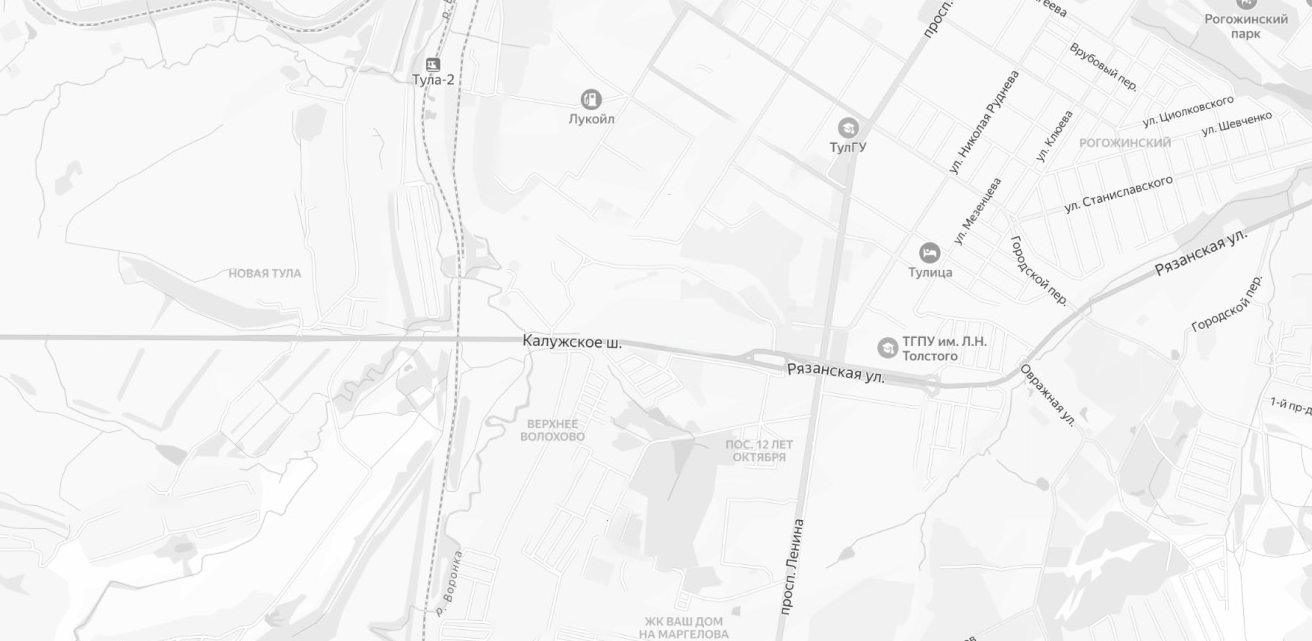 просп.
геева
Рогожинский
парк
р. В
Врубовый пер.
Тула-2
Лукойл
ТулГУ
ул. Николая Руднева
ул. Клюева
ул. Циолковского
ул. Шевченко
РОГОЖИНСКИЙ
ул. Станиславского
ул. Мезенцева
Тулица
Городской пер.
Рязанская ул.
НОВАЯ ТУЛА
Городской пер.
Калужское ш.
ТГПУ им. Л.Н.
Толстого
Рязанская ул.
Овражная ул.
1-й пр-д
ВЕРХНЕЕ
ВОЛОХОВО
ПОС. 12 ЛЕТ
ОКТЯБРЯ
просп. Ленина
р. Воронка
ЖК ВАШ ДОМ
НА МАРГЕЛОВА